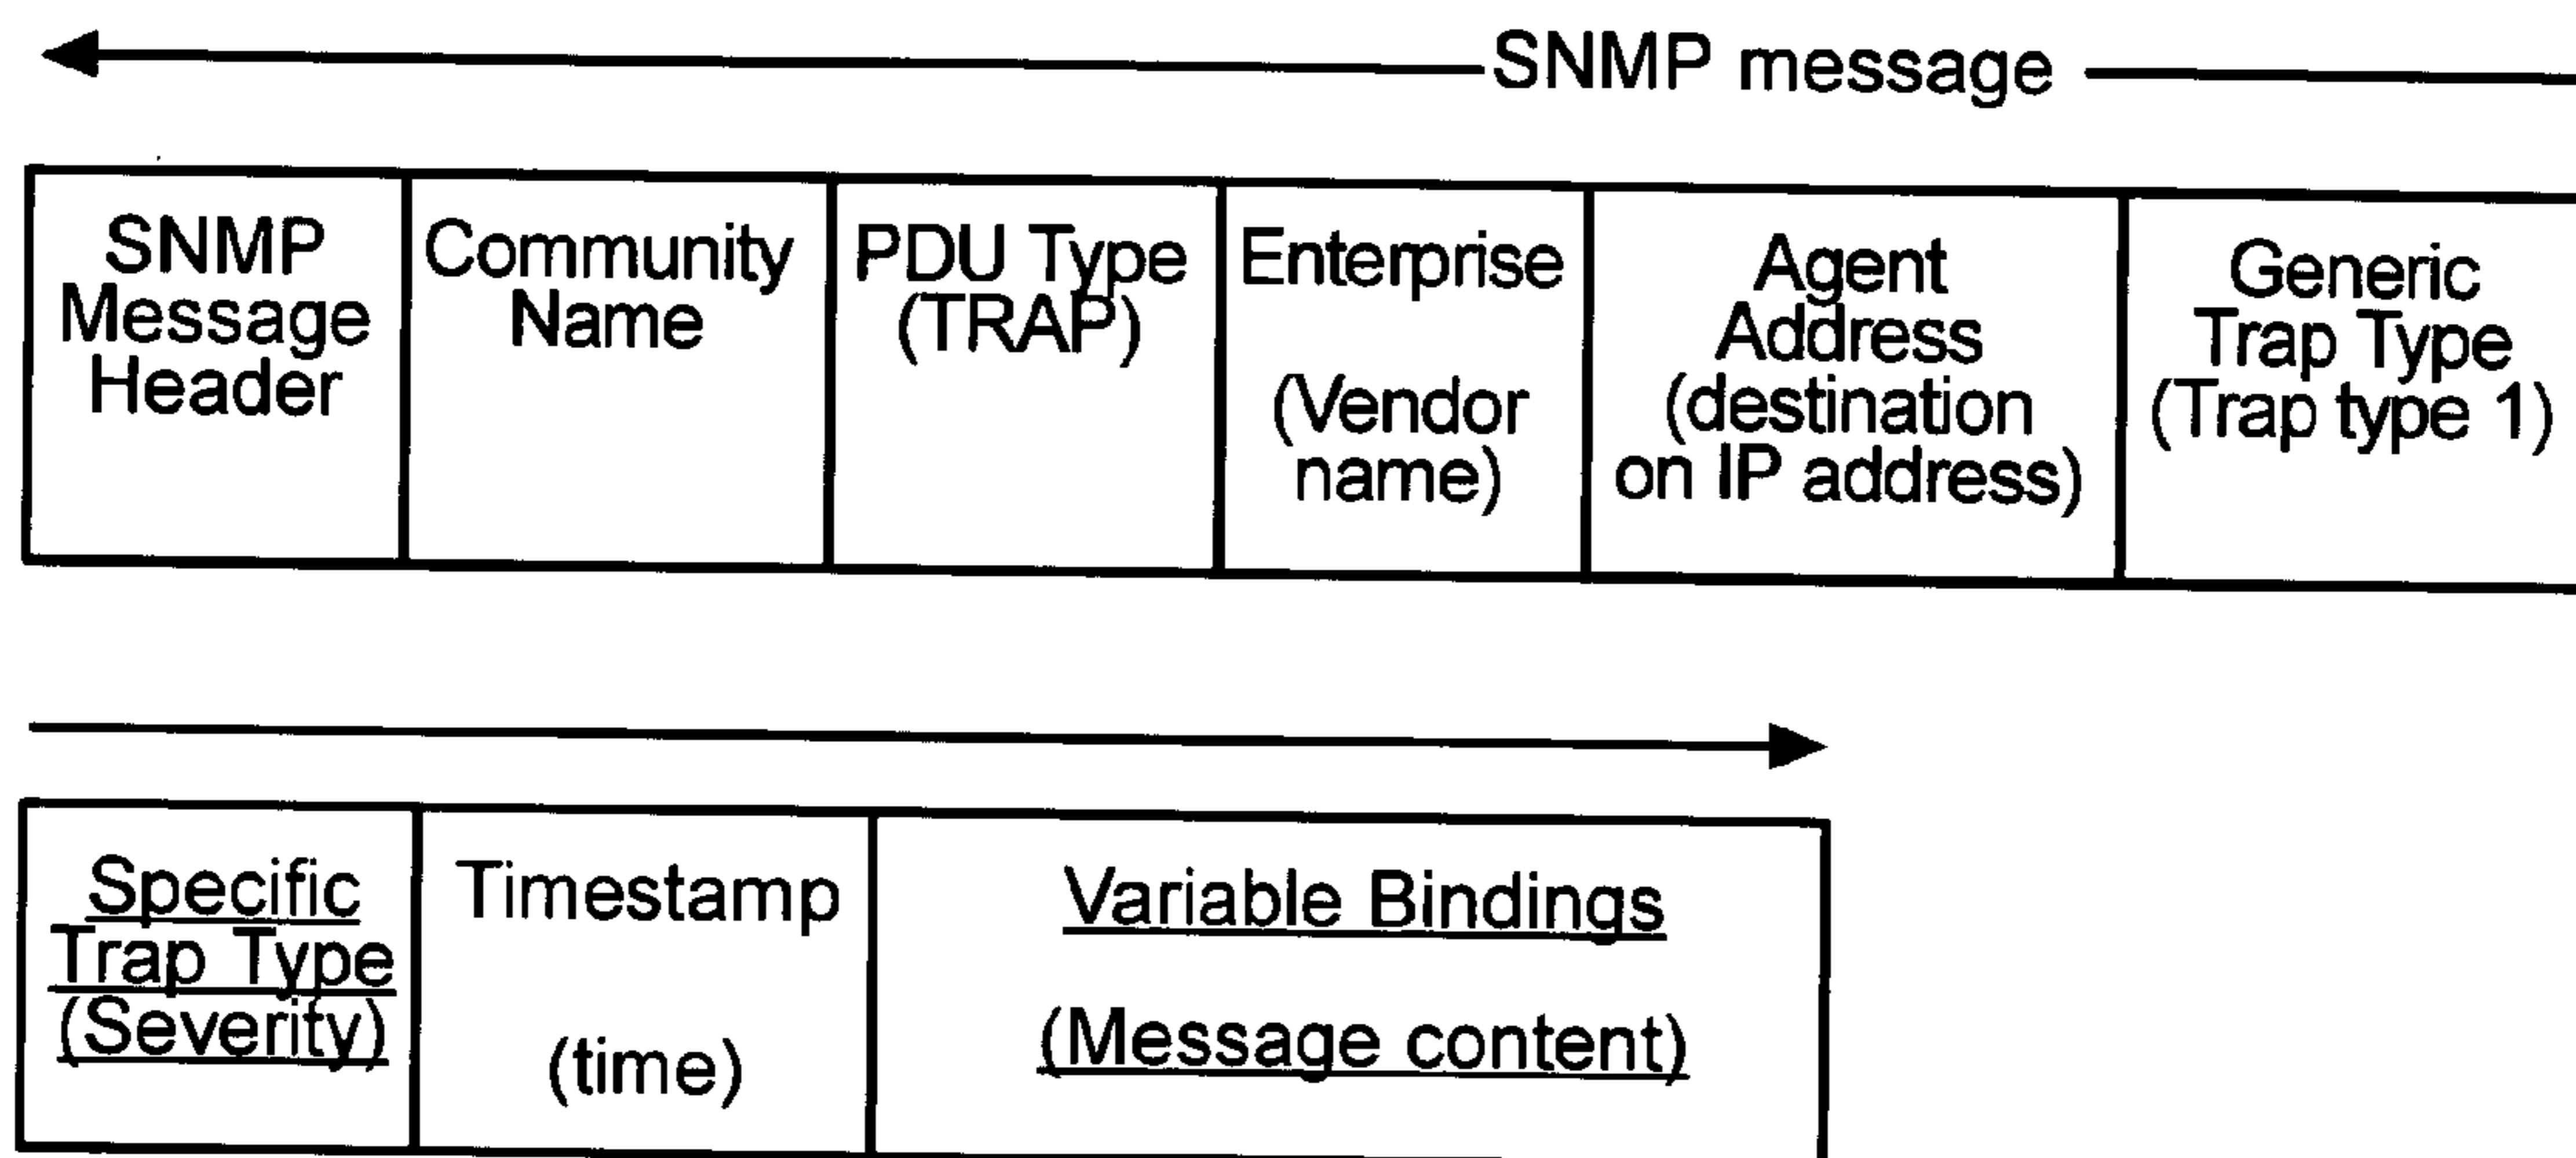 SNMP message
SNMP
Message
Header
Community
Name
PDU Type
(TRAP)
Enterprise
(Vendor
name)
Agent
Address
(destination
on IP address)
Generic
Trap Type
(Trap type 1)
Specific
Trap Type
(Severity)
Timestamp
(time)
Variable Bindings
(Message content)